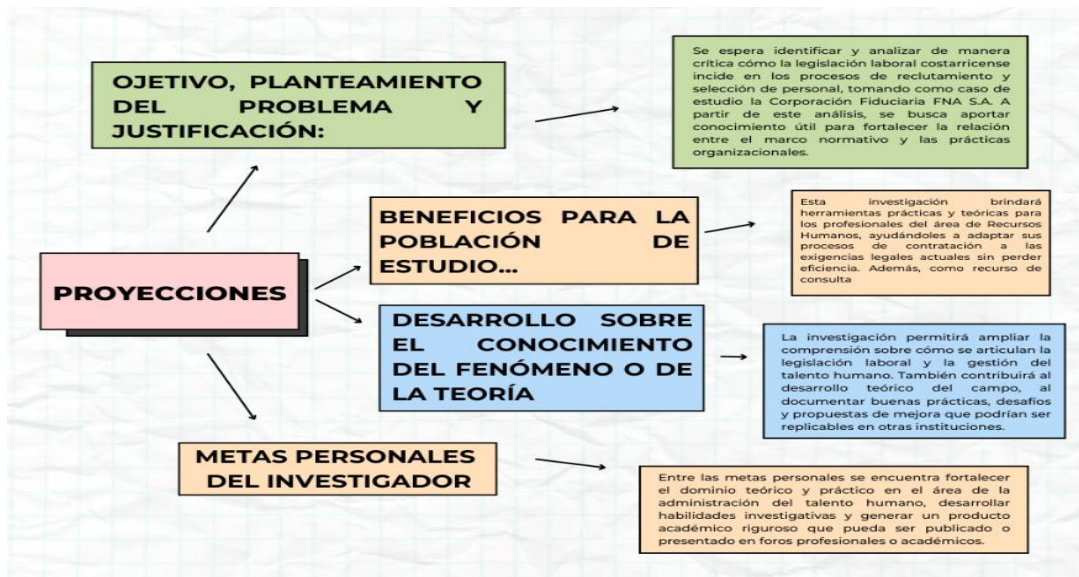 OJETIVO, PLANTEAMIENTO
DEL PROBLEMA Y
JUSTIFICACIÓN:
Se espera identificar y analizar de manera
crítica cómo la legislación laboral costarricense
incide en los procesos de reclutamiento y
selección de personal, tomando como caso de
estudio la Corporación Fiduciaria FNA S.A. A
partir de este análisis, se busca aportar
conocimiento útil para fortalecer la relación
entre el marco normativo y las prácticas
organizacionales.
BENEFICIOS PARA LA
POBLACIÓN DE
ESTUDIO...
Esta investigación brindará
herramientas prácticas y teóricas para
los profesionales del área de Recursos
Humanos, ayudándoles a adaptar sus
procesos de contratación a las
exigencias legales actuales sin perder
eficiencia. Además, como recurso de
consulta
PROYECCIONES
DESARROLLO SOBRE
EL CONOCIMIENTO
DEL FENÓMENO O DE
LA TEORÍA
La investigación permitirá ampliar la
comprensión sobre cómo se articulan la
legislación laboral y la gestión del
talento humano. También contribuirá al
desarrollo teórico del campo, al
documentar buenas prácticas, desafíos
y propuestas de mejora que podrían ser
replicables en otras instituciones.
METAS PERSONALES
DEL INVESTIGADOR
Entre las metas personales se encuentra fortalecer
el dominio teórico y práctico en el área de la
administración del talento humano, desarrollar
habilidades investigativas y generar un producto
académico riguroso que pueda ser publicado o
presentado en foros profesionales o académicos.